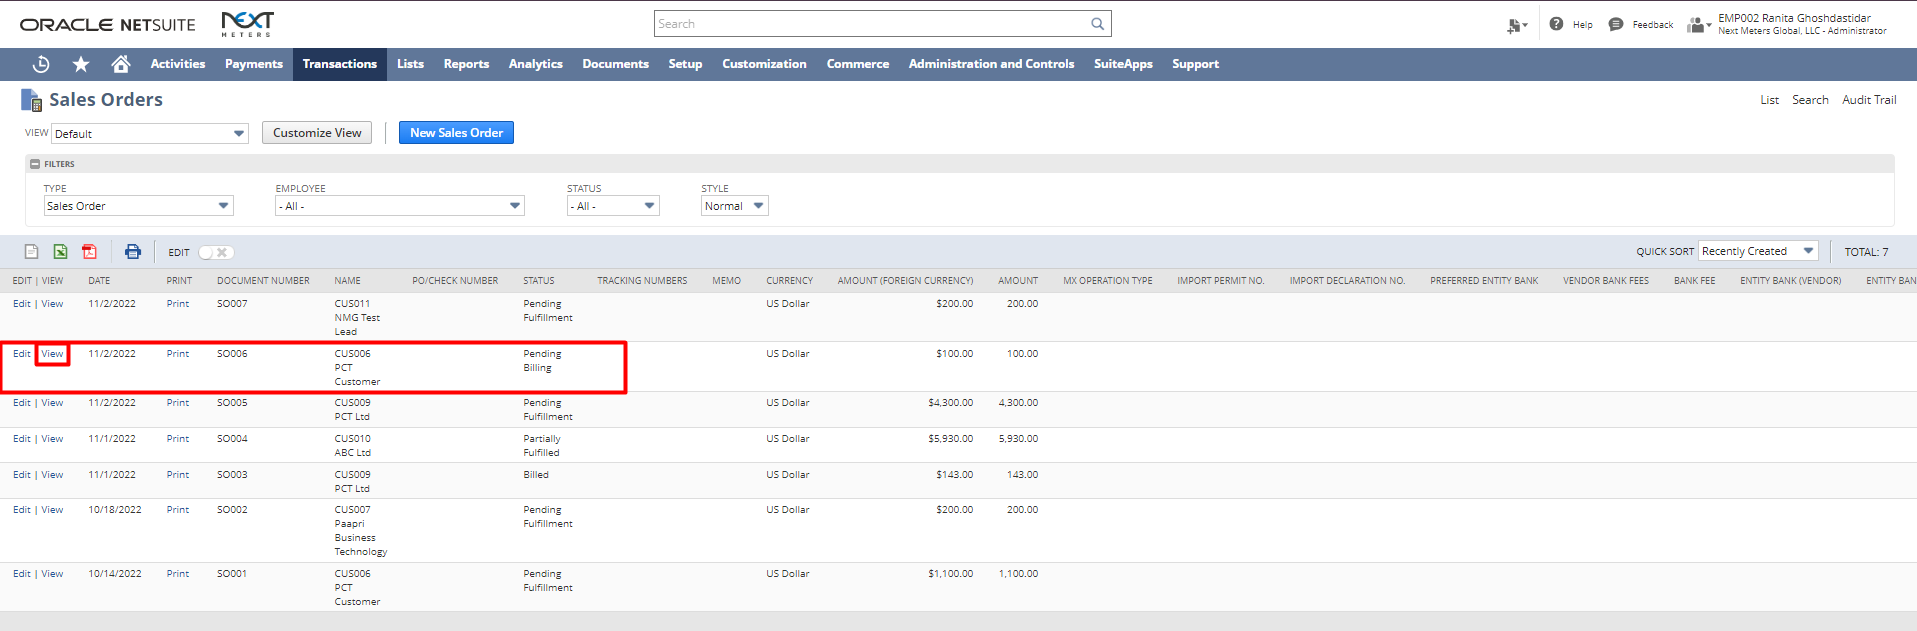 ORACLE NETSUITE NEXT METERS Search Help Feedback EMP002 Ranita Ghoshdastidar
Next Meters Global, LLC - Administrator
Activities Payments Transactions Lists Reports Analytics Documents Setup Customization Commerce Administration and Controls SuiteApps Support
Sales Orders List Search Audit Trail
VIEW Default Customize View New Sales Order
FILTERS
TYPE EMPLOYEE STATUS STYLE
Sales Order - All - - All - Normal
EDIT QUICK SORT Recently Created TOTAL: 7
EDIT | VIEW DATE PRINT DOCUMENT NUMBER NAME PO/CHECK NUMBER STATUS TRACKING NUMBERS MEMO CURRENCY AMOUNT (FOREIGN CURRENCY) AMOUNT MX OPERATION TYPE IMPORT PERMIT NO. IMPORT DECLARATION NO. PREFERRED ENTITY BANK VENDOR BANK FEES BANK FEE ENTITY BANK (VENDOR) ENTITY BAN
Edit | View 11/2/2022 Print SO007 CUS011 Pending US Dollar $200.00 200.00
NMG Test Fulfillment
Lead
Edit View 11/2/2022 Print SO006 CUS006 Pending US Dollar $100.00 100.00
PCT Billing
Customer
Edit | View 11/2/2022 Print SO005 CUS009 Pending US Dollar $4,300.00 4,300.00
PCT Ltd Fulfillment
Edit | View 11/1/2022 Print SO004 CUS010 Partially US Dollar $5,930.00 5,930.00
ABC Ltd Fulfilled
Edit | View 11/1/2022 Print SO003 CUS009 Billed US Dollar $143.00 143.00
PCT Ltd
Edit | View 10/18/2022 Print SO002 CUS007 Pending US Dollar $200.00 200.00
Paapri Fulfillment
Business
Technology
Edit | View 10/14/2022 Print SO001 CUS006 Pending US Dollar $1,100.00 1,100.00
PCT Fulfillment
Customer